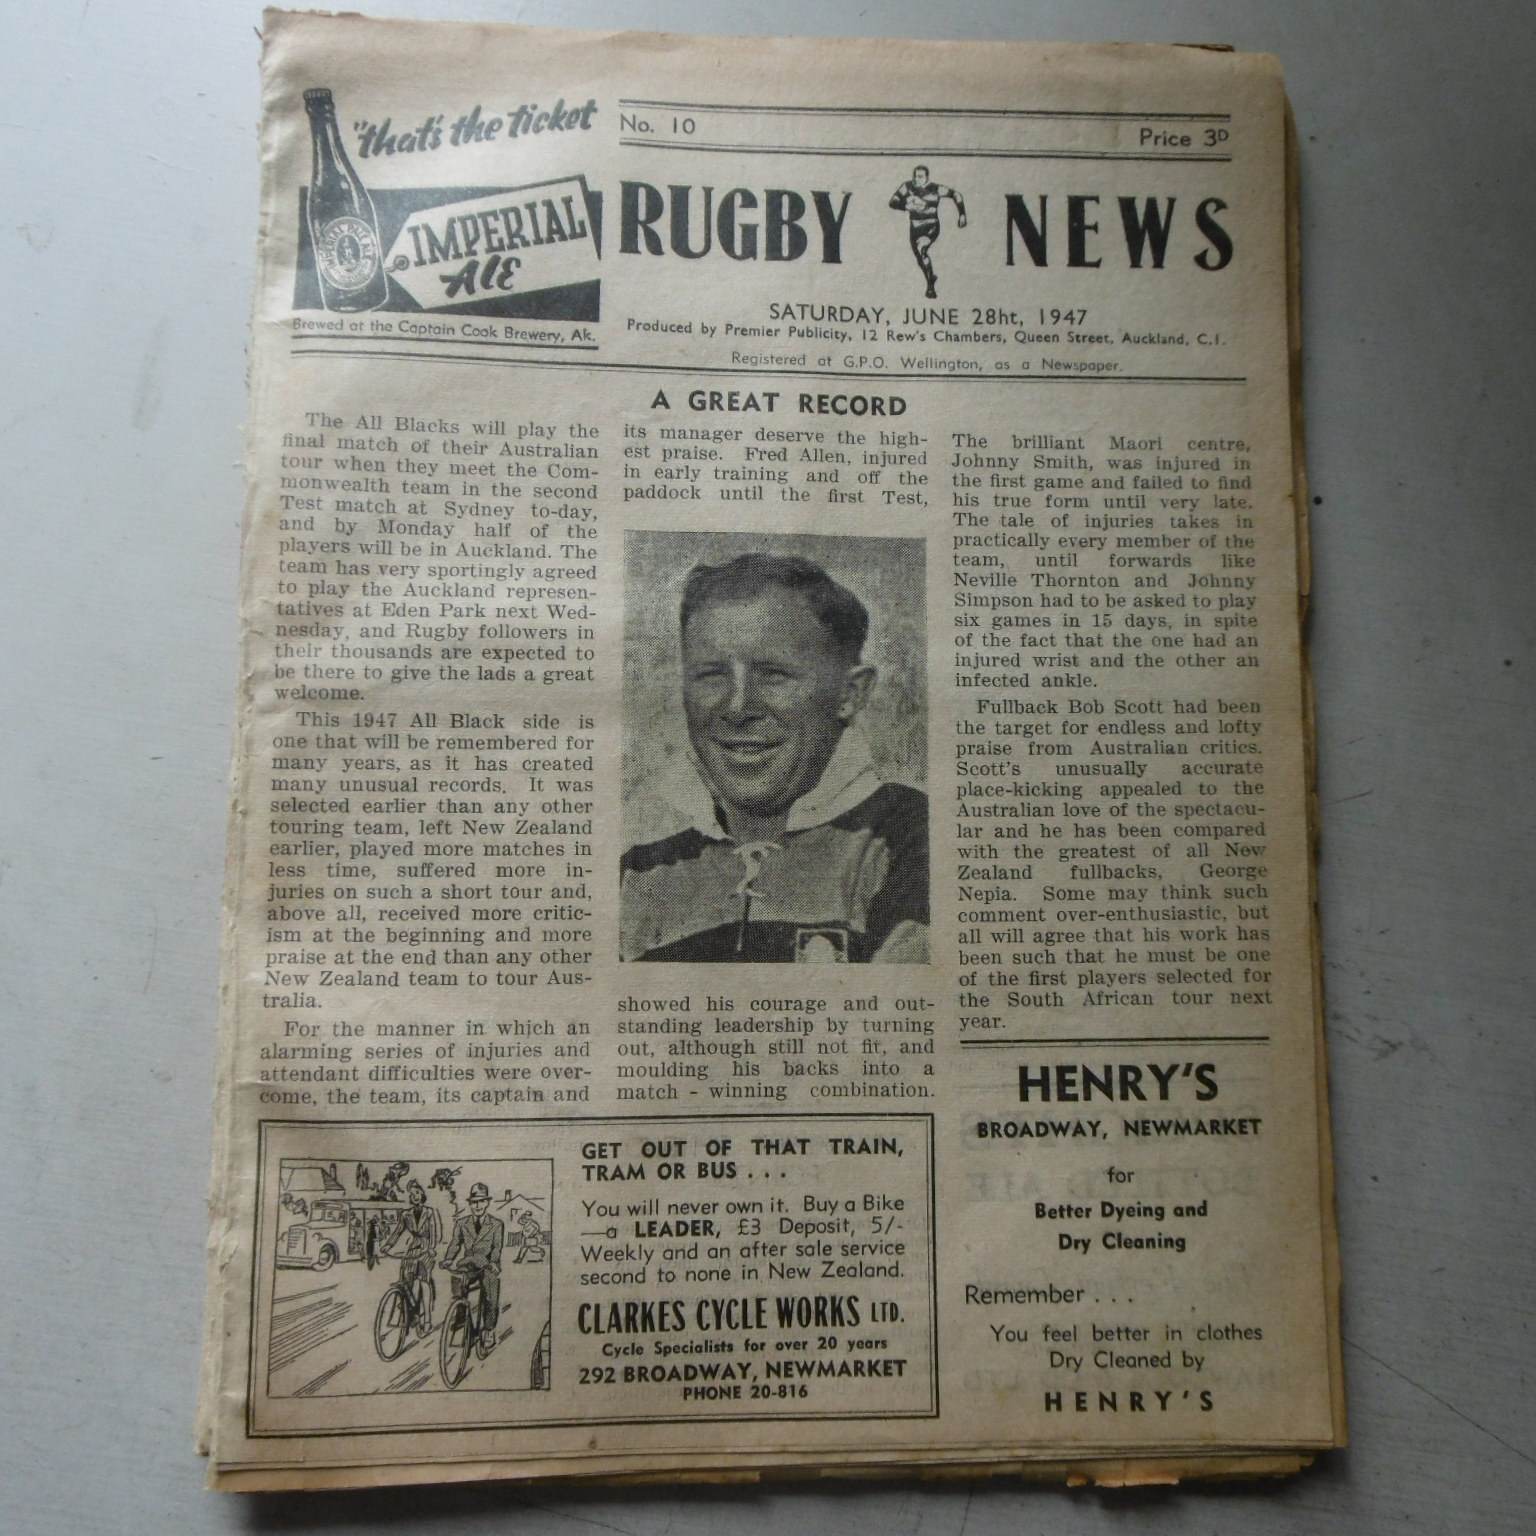 "that's the ticket
IMPERIAL
ALE
Brewed at the Captain Cook Brewery, Ak.
No. 10
Price 3D
RUGBY NEWS
SATURDAY, JUNE 28ht, 1947
Produced by Premier Publicity, 12 Rew's Chambers, Queen Street, Auckland, C.1.
Registered at G.P.O. Wellington, as a Newspaper.
A GREAT RECORD
The All Blacks will play the
final match of their Australian
tour when they meet the Com-
monwealth team in the second
Test match at Sydney to-day,
and by Monday half of the
players will be in Auckland. The
team has very sportingly agreed
to play the Auckland represen-
tatives at Eden Park next Wed-
nesday, and Rugby followers in
their thousands are expected to
be there to give the lads a great
welcome.
This 1947 All Black side is
one that will be remembered for
many years, as it has created
many unusual records. It was
selected earlier than any other
touring team, left New Zealand
earlier, played more matches in
less time, suffered more in-
juries on such a short tour and,
above all, received more critic-
ism at the beginning and more
praise at the end than any other
New Zealand team to tour Aus-
tralia.
For the manner in which an
alarming series of injuries and
attendant difficulties were over-
come, the team, its captain and
its manager deserve the high-
est praise. Fred Allen, injured
in early training and off the
paddock until the first Test,
showed his courage and out-
standing leadership by turning
out, although still not fit, and
moulding his backs into a
match - winning combination.
The brilliant Maori centre,
Johnny Smith, was injured in
the first game and failed to find
his true form until very late.
The tale of injuries takes in
practically every member of the
team, until forwards like
Neville Thornton and Johnny
Simpson had to be asked to play
six games in 15 days, in spite
of the fact that the one had an
injured wrist and the other an
infected ankle.
Fullback Bob Scott had been
the target for endless and lofty
praise from Australian critics.
Scott's unusually accurate
place-kicking appealed to the
Australian love of the spectacu-
lar and he has been compared
with the greatest of all New
Zealand fullbacks, George
Nepia. Some may think such
comment over-enthusiastic, but
all will agree that his work has
been such that he must be one
of the first players selected for
the South African tour next
year.
GET OUT OF THAT TRAIN,
TRAM OR BUS . . .
You will never own it. Buy a Bike
—a LEADER, £3 Deposit, 5/-
Weekly and an after sale service
second to none in New Zealand.
CLARKES CYCLE WORKS LTD.
Cycle Specialists for over 20 years
292 BROADWAY, NEWMARKET
PHONE 20-816
HENRY'S
BROADWAY, NEWMARKET
for
Better Dyeing and
Dry Cleaning
Remember . . .
You feel better in clothes
Dry Cleaned by
HENRY'S